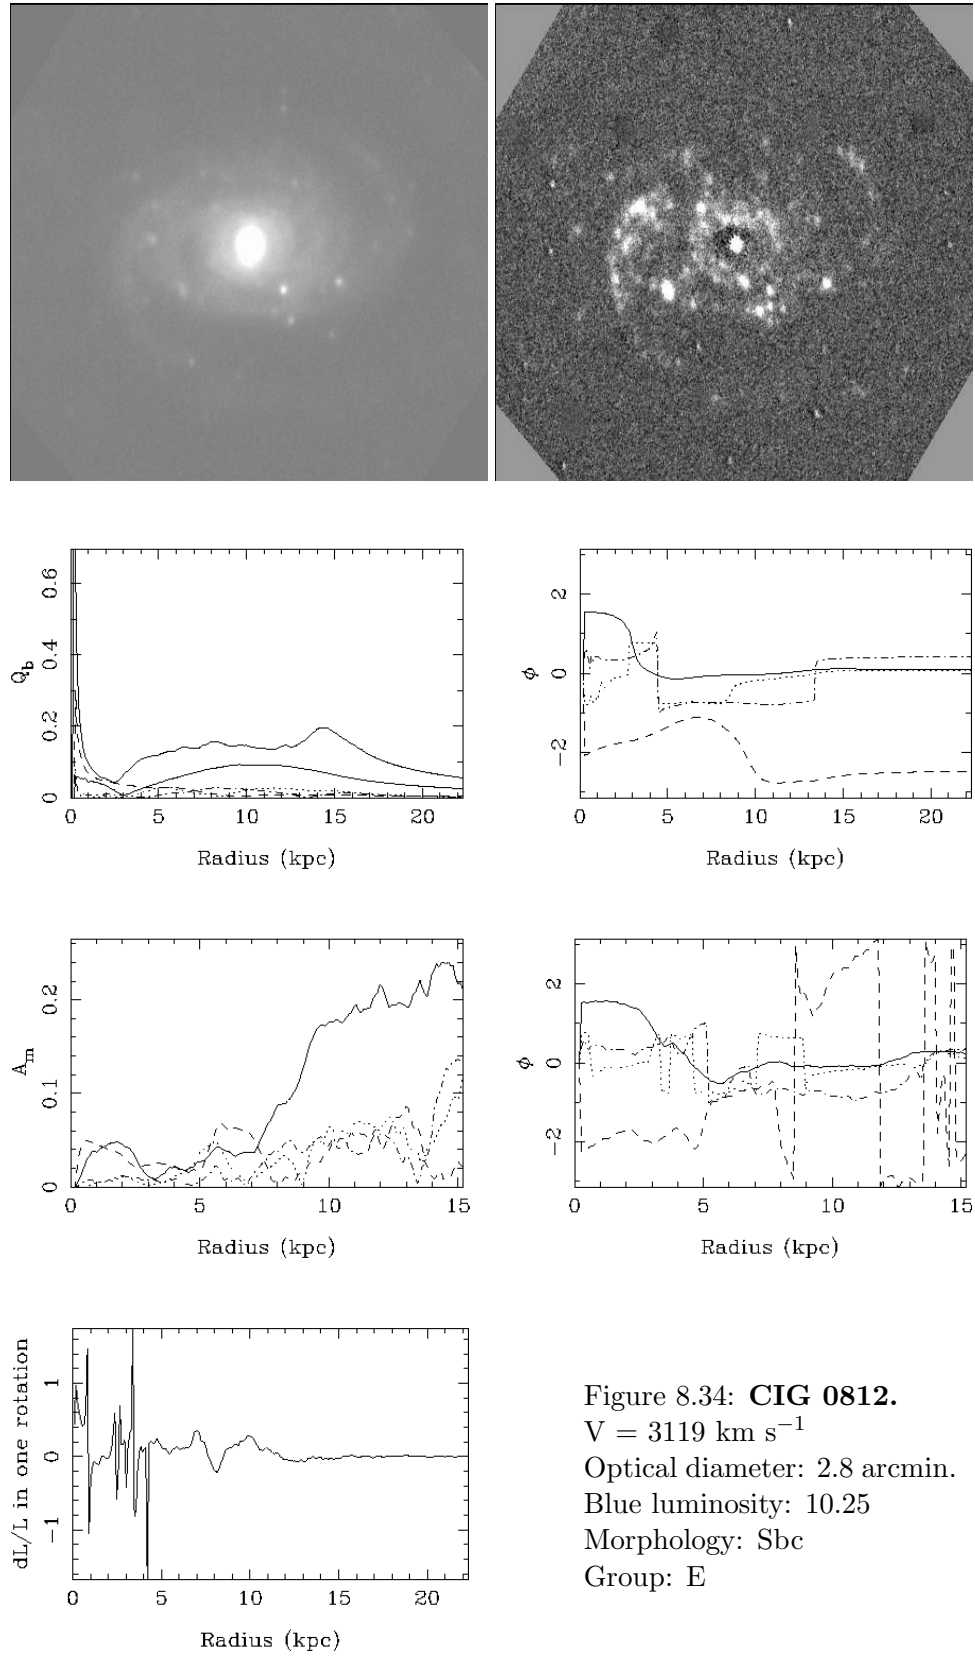 0.6
0.4
0.2
0
Q_b
0 5 10 15 20
Radius (kpc)
2
0
−2
φ
0 5 10 15 20
Radius (kpc)
0.2
0.1
0
A_m
0 5 10 15
Radius (kpc)
2
0
−2
φ
0 5 10 15
Radius (kpc)
1
0
−1
dL/L in one rotation
0 5 10 15 20
Radius (kpc)
Figure 8.34: CIG 0812.
V = 3119 km s⁻¹
Optical diameter: 2.8 arcmin.
Blue luminosity: 10.25
Morphology: Sbc
Group: E